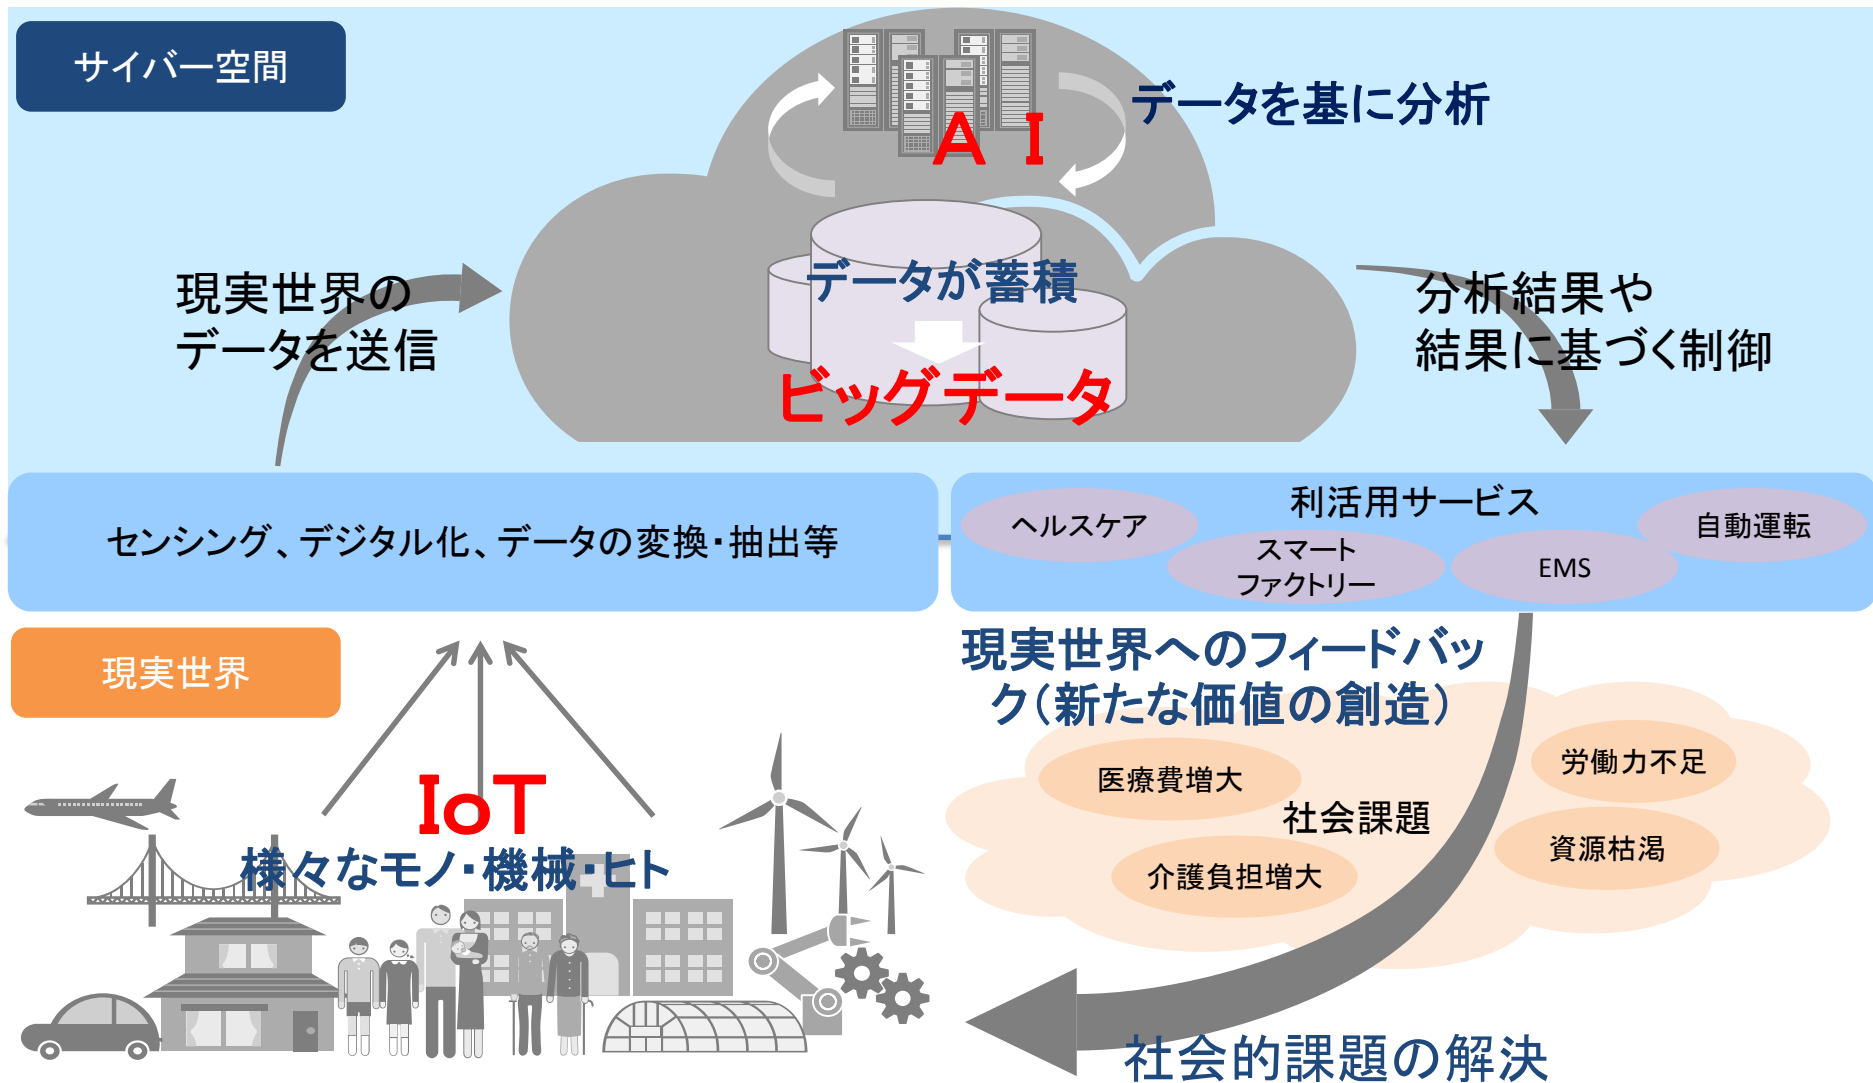 サイバー空間
AI
データを基に分析
現実世界の
データを送信
データが蓄積
ビッグデータ
分析結果や
結果に基づく制御
センシング、デジタル化、データの変換・抽出等
利活用サービス
ヘルスケア
スマート
ファクトリー
EMS
自動運転
現実世界
現実世界へのフィードバッ
ク（新たな価値の創造）
IoT
様々なモノ・機械・ヒト
医療費増大
労働力不足
社会課題
資源枯渇
介護負担増大
社会的課題の解決